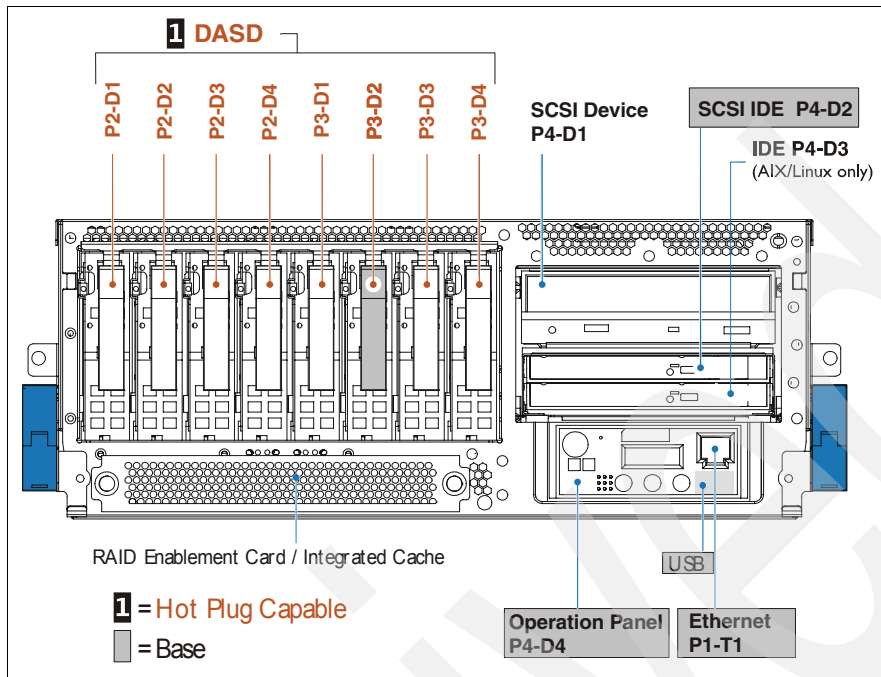 1 DASD
P2-D1
P2-D2
P2-D3
P2-D4
P3-D1
P3-D2
P3-D3
P3-D4
SCSI Device
P4-D1
SCSI IDE P4-D2
IDE P4-D3
(AIX/Linux only)
RAID Enablement Card / Integrated Cache
USB
1 = Hot Plug Capable
= Base
Operation Panel
P4-D4
Ethernet
P1-T1